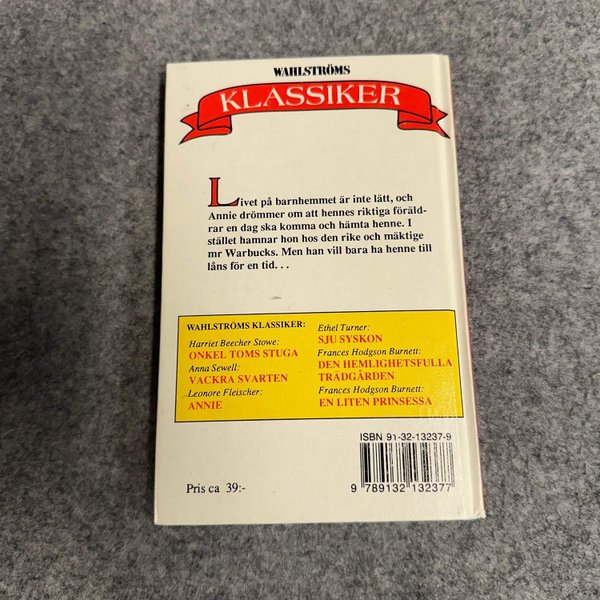 WAHLSTRÖMS
KLASSIKER
Livet på barnhemmet är inte lätt, och
Annie drömmer om att hennes riktiga föräld-
rar en dag ska komma och hämta henne. I
stället hamnar hon hos den rike och mäktige
mr Warbucks. Men han vill bara ha henne till
låns för en tid. . .
WAHLSTRÖMS KLASSIKER:
Harriet Beecher Stowe:
ONKEL TOMS STUGA
Anna Sewell:
VACKRA SVARTEN
Leonore Fleischer:
ANNIE
Ethel Turner:
SJU SYSKON
Frances Hodgson Burnett:
DEN HEMLIGHETSFULLA
TRÄDGÅRDEN
Frances Hodgson Burnett:
EN LITEN PRINSESSA
ISBN 91-32-13237-9
Pris ca 39:-
9 789132 132377